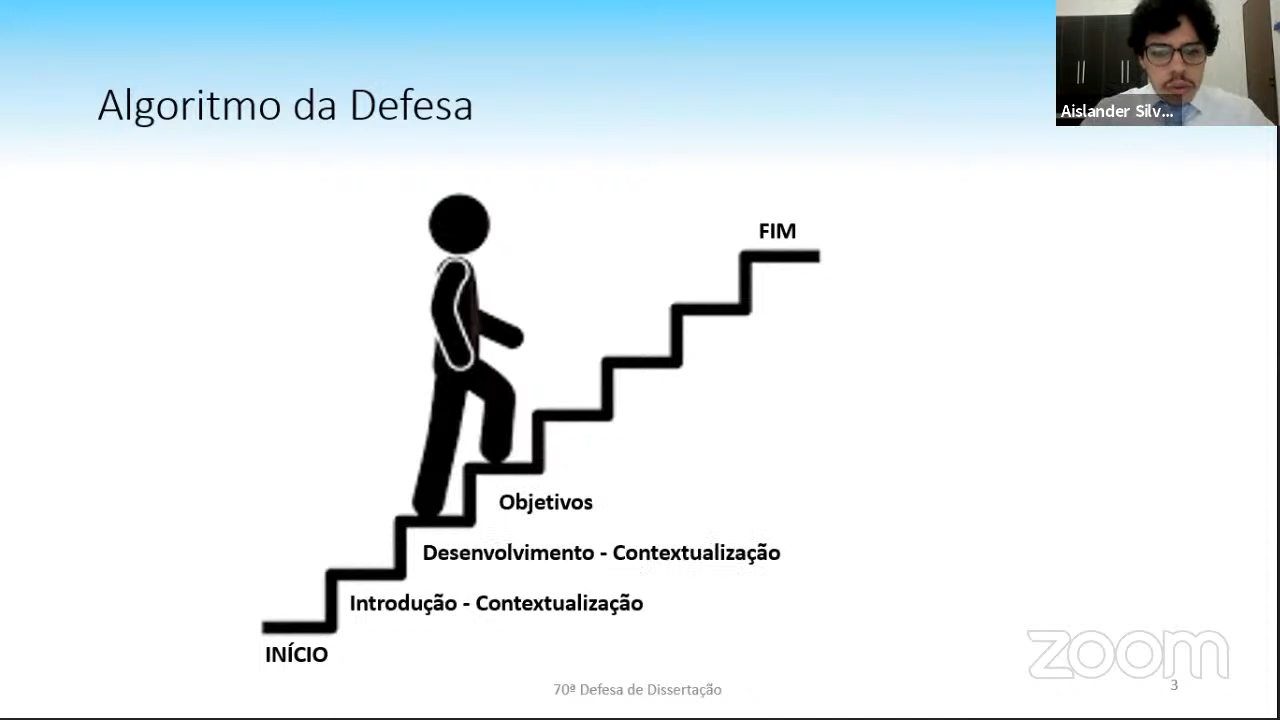 Algoritmo da Defesa
Aislander Silv...
FIM
Objetivos
Desenvolvimento - Contextualização
Introdução - Contextualização
INÍCIO
zoom
70ª Defesa de Dissertação
3